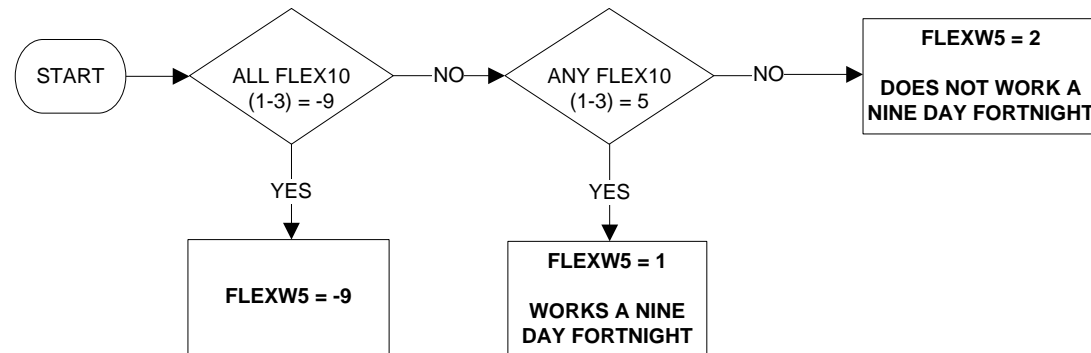 START
ALL FLEX10
(1-3) = -9
NO
ANY FLEX10
(1-3) = 5
NO
FLEXW5 = 2
DOES NOT WORK A
NINE DAY FORTNIGHT
YES
YES
FLEXW5 = -9
FLEXW5 = 1
WORKS A NINE
DAY FORTNIGHT